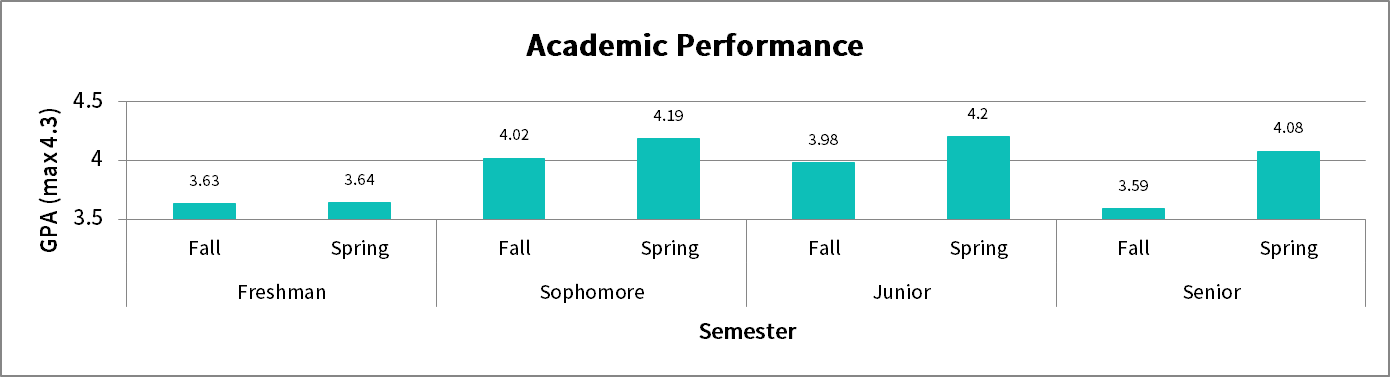 Academic Performance
GPA (max 4.3)
4.5
4
3.5
3.63
3.64
4.02
4.19
3.98
4.2
3.59
4.08
Fall Spring Fall Spring Fall Spring Fall Spring
Freshman Sophomore Junior Senior
Semester